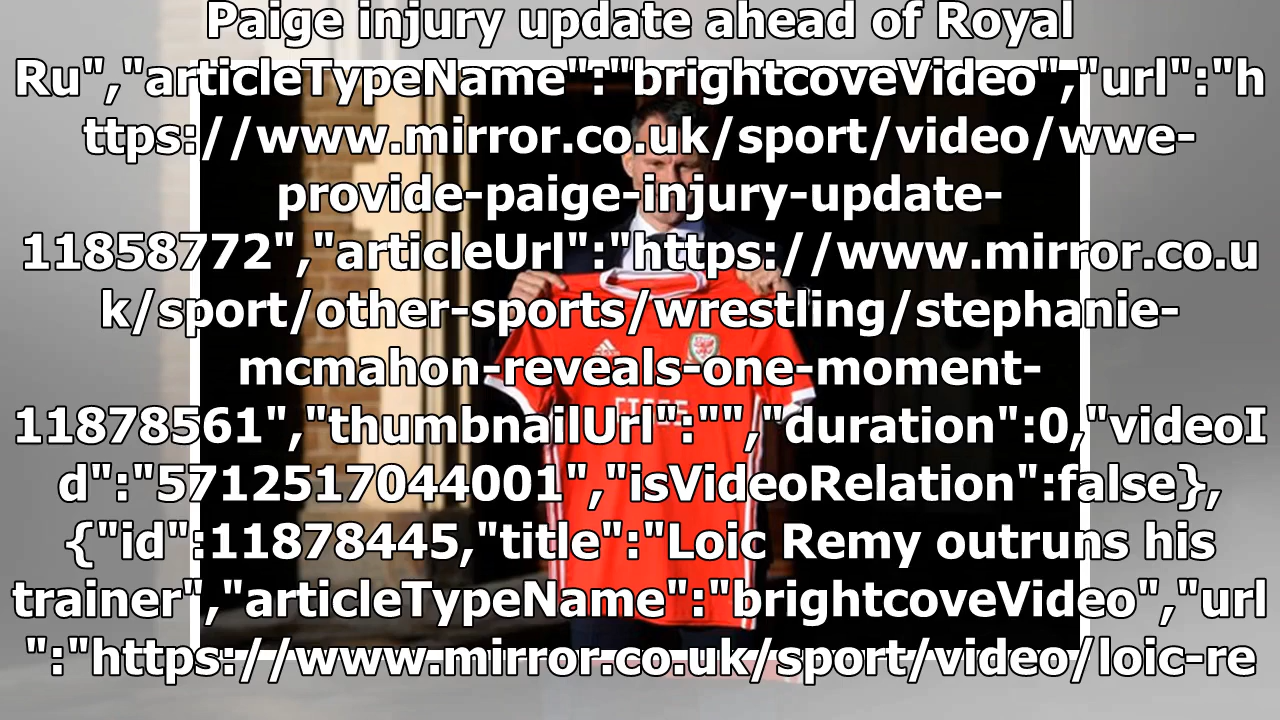 Paige injury update ahead of Royal
Ru","articleTypeName":"brightcoveVideo","url":"h
ttps://www.mirror.co.uk/sport/video/wwe-
provide-paige-injury-update-
11858772","articleUrl":"https://www.mirror.co.u
k/sport/other-sports/wrestling/stephanie-
mcmahon-reveals-one-moment-
11878561","thumbnailUrl":"","duration":0,"videoI
d":"5712517044001","isVideoRelation":false},
{"id":11878445,"title":"Loic Remy outruns his
trainer","articleTypeName":"brightcoveVideo","url
":"https://www.mirror.co.uk/sport/video/loic-re